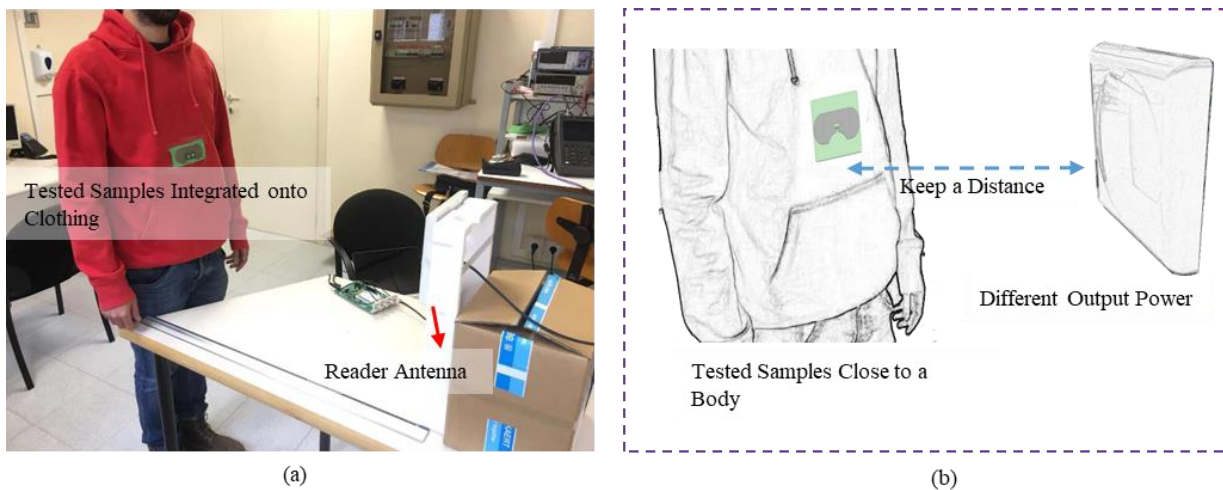 Tested Samples Integrated onto
Clothing
Reader Antenna
(a)
Keep a Distance
Different Output Power
Tested Samples Close to a
Body
(b)